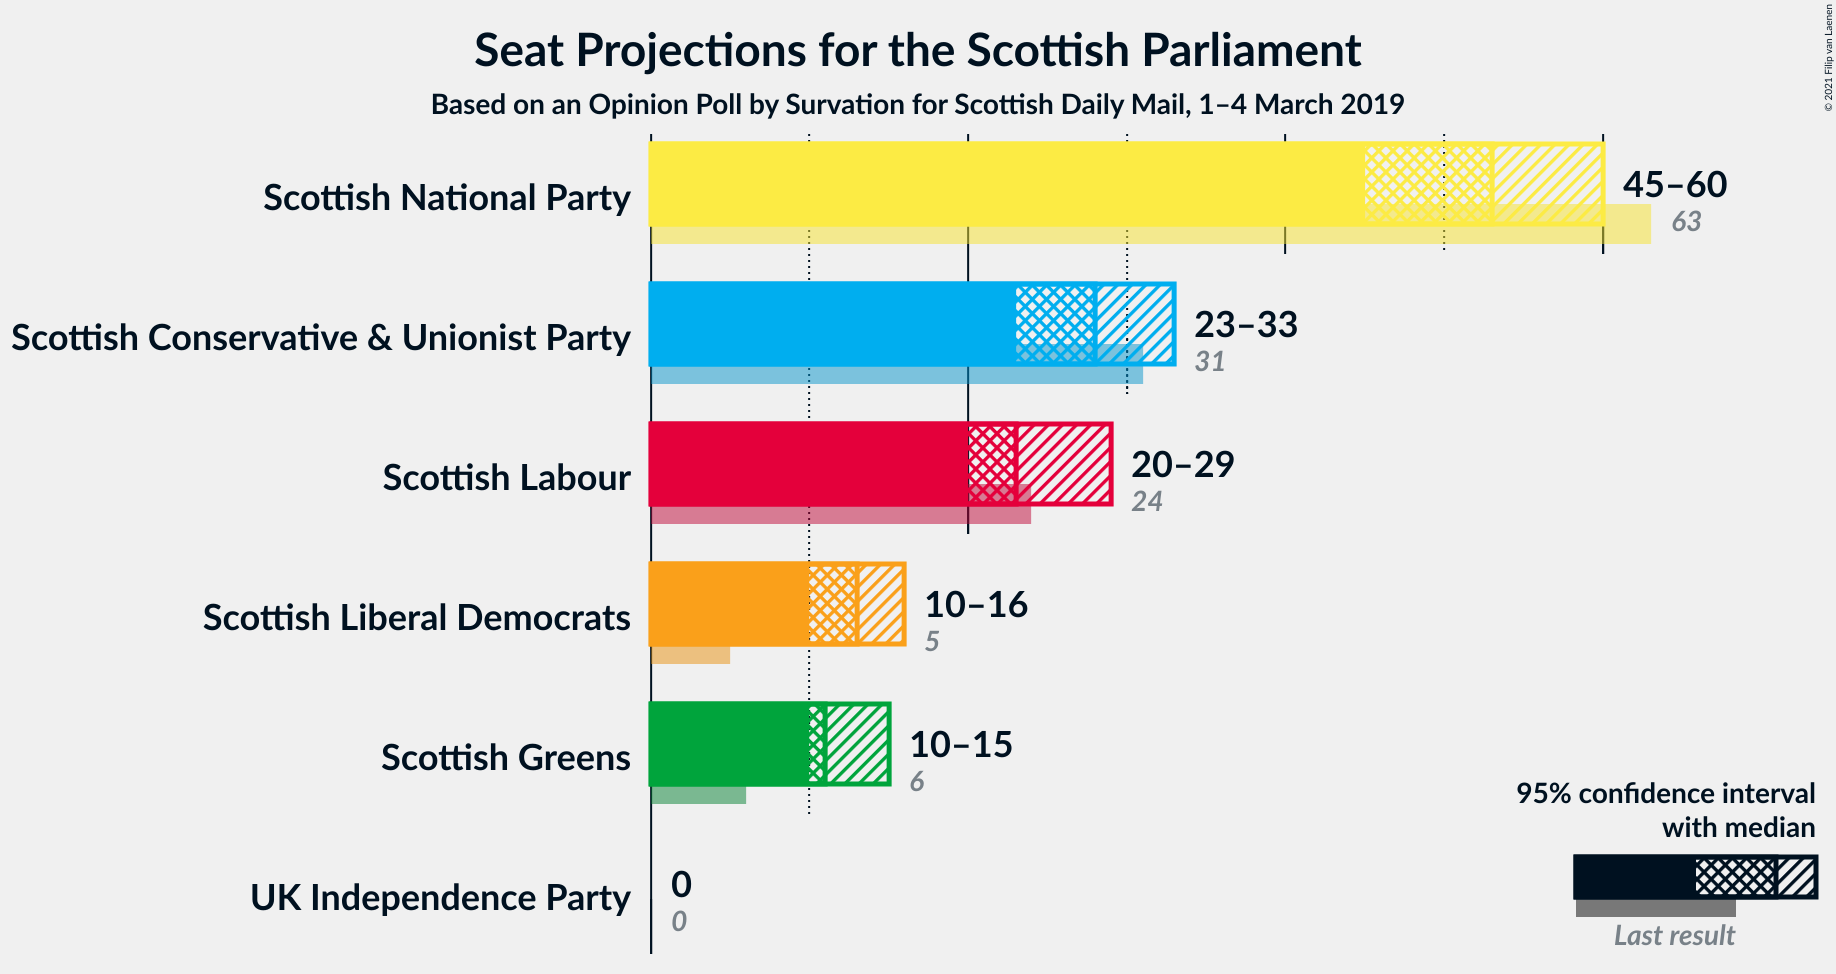 Seat Projections for the Scottish Parliament
Based on an Opinion Poll by Survation for Scottish Daily Mail, 1–4 March 2019
© 2021 Filip van Laenen
Scottish National Party
45–60
63
Scottish Conservative & Unionist Party
23–33
31
Scottish Labour
20–29
24
Scottish Liberal Democrats
10–16
5
Scottish Greens
10–15
6
UK Independence Party
0
0
95% confidence interval
with median
Last result